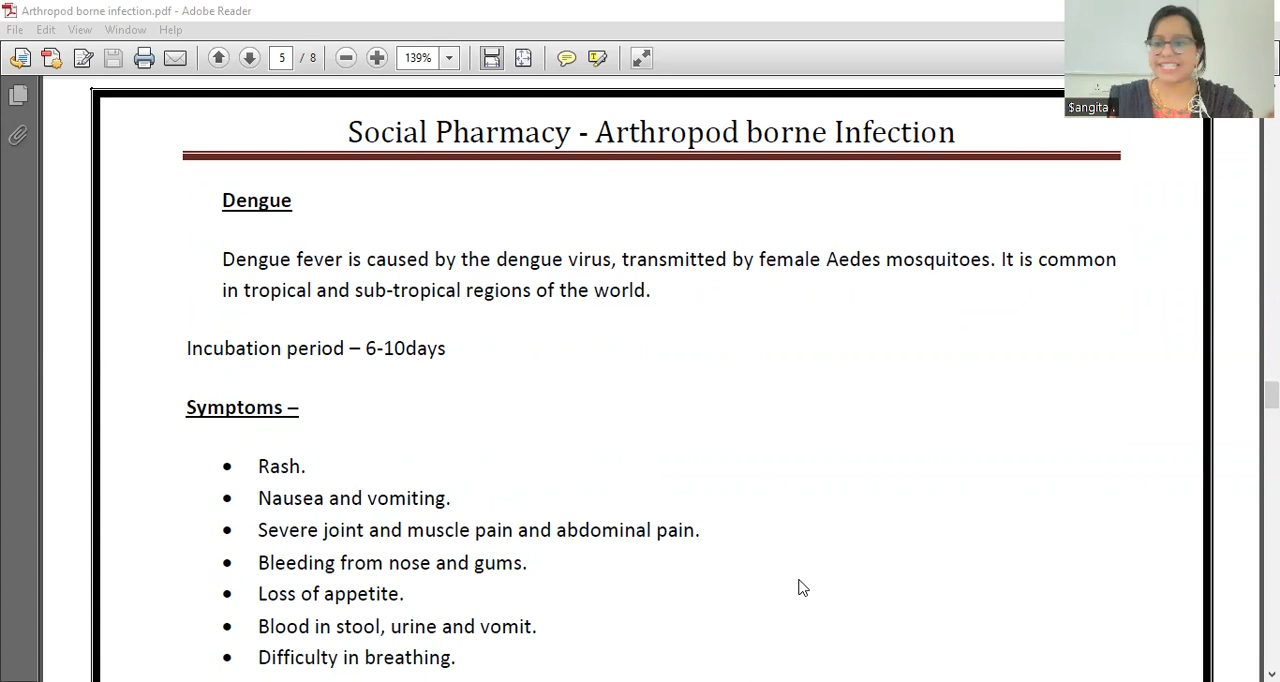 Arthropod borne infection.pdf - Adobe Reader
File Edit View Window Help
5 / 8 139%
Sangita .
Social Pharmacy - Arthropod borne Infection
Dengue
Dengue fever is caused by the dengue virus, transmitted by female Aedes mosquitoes. It is common
in tropical and sub-tropical regions of the world.
Incubation period – 6-10days
Symptoms –
• Rash.
• Nausea and vomiting.
• Severe joint and muscle pain and abdominal pain.
• Bleeding from nose and gums.
• Loss of appetite.
• Blood in stool, urine and vomit.
• Difficulty in breathing.